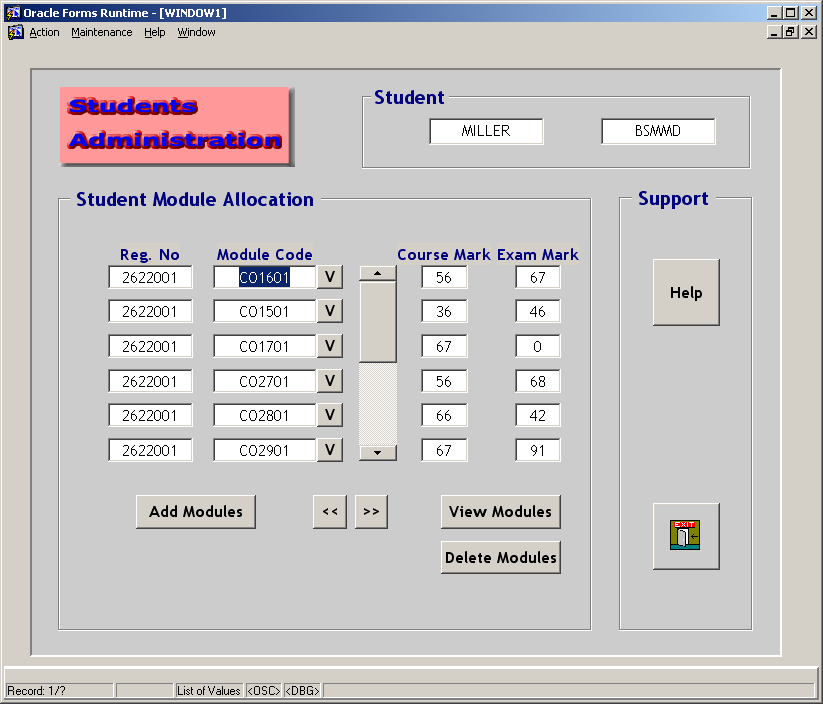 Oracle Forms Runtime - [WINDOW1]
Action Maintenance Help Window
Students
Administration
Student
MILLER BSMMD
Student Module Allocation
Support
Reg. No Module Code Course Mark Exam Mark
2622001 CO1601 V 56 67
2622001 CO1501 V 36 46
2622001 CO1701 V 67 0
2622001 CO2701 V 56 68
2622001 CO2801 V 66 42
2622001 CO2901 V 67 91
Help
Add Modules << >> View Modules
Delete Modules
EXIT
Record: 1/? List of Values <OSC> <DBG>